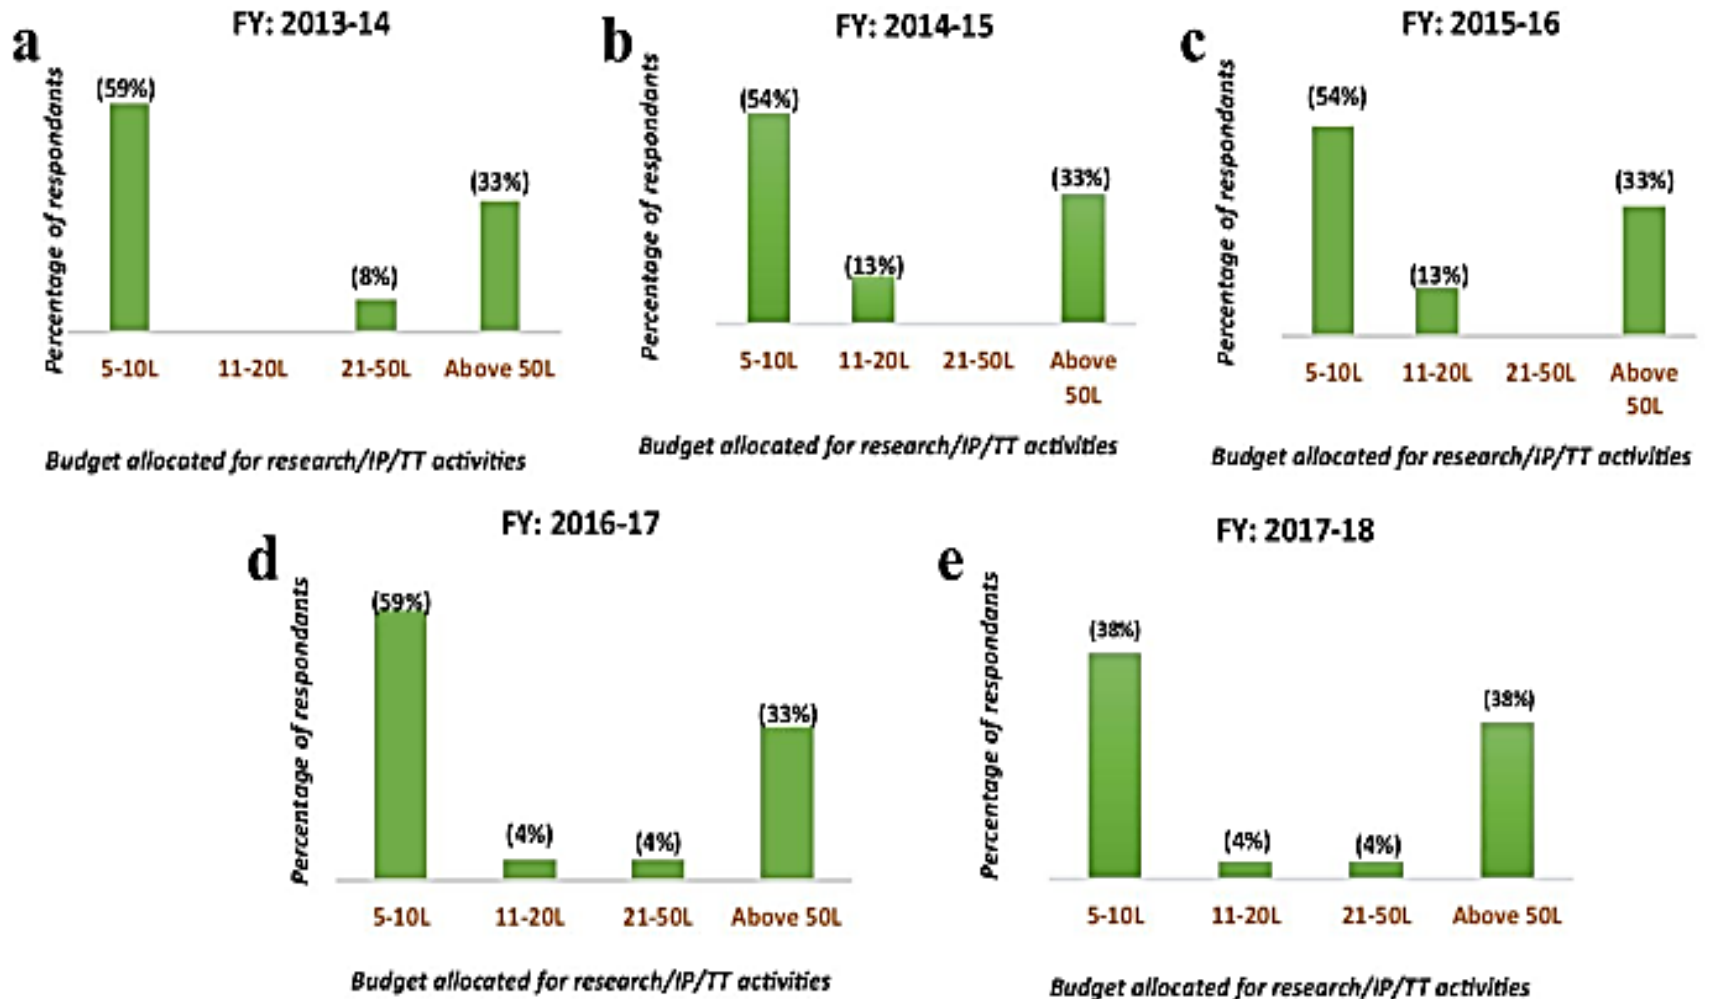 a
FY: 2013-14
Percentage of respondants
(59%)
(8%)
(33%)
5-10L 11-20L 21-50L Above 50L
Budget allocated for research/IP/TT activities
b
FY: 2014-15
Percentage of respondants
(54%)
(13%)
(33%)
5-10L 11-20L 21-50L Above
50L
Budget allocated for research/IP/TT activities
c
FY: 2015-16
Percentage of respondants
(54%)
(13%)
(33%)
5-10L 11-20L 21-50L Above
50L
Budget allocated for research/IP/TT activities
d
FY: 2016-17
Percentage of respondants
(59%)
(4%)
(4%)
(33%)
5-10L 11-20L 21-50L Above 50L
Budget allocated for research/IP/TT activities
e
FY: 2017-18
Percentage of respondants
(38%)
(4%)
(4%)
(38%)
5-10L 11-20L 21-50L Above 50L
Budget allocated for research/IP/TT activities